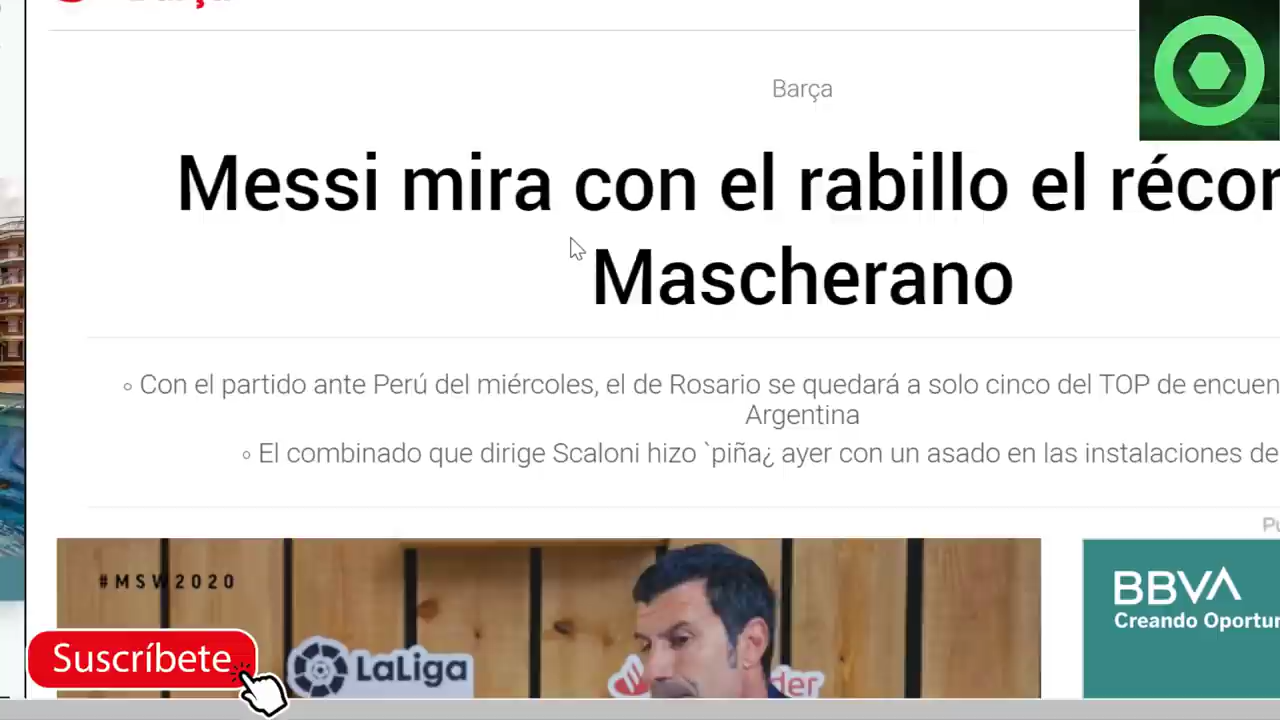 Barça
Messi mira con el rabillo el récor
Mascherano
◦ Con el partido ante Perú del miércoles, el de Rosario se quedará a solo cinco del TOP de encuen
Argentina
◦ El combinado que dirige Scaloni hizo `piña¿ ayer con un asado en las instalaciones de
#MSW2020
BBVA
Creando Oportun
Suscríbete
LaLiga